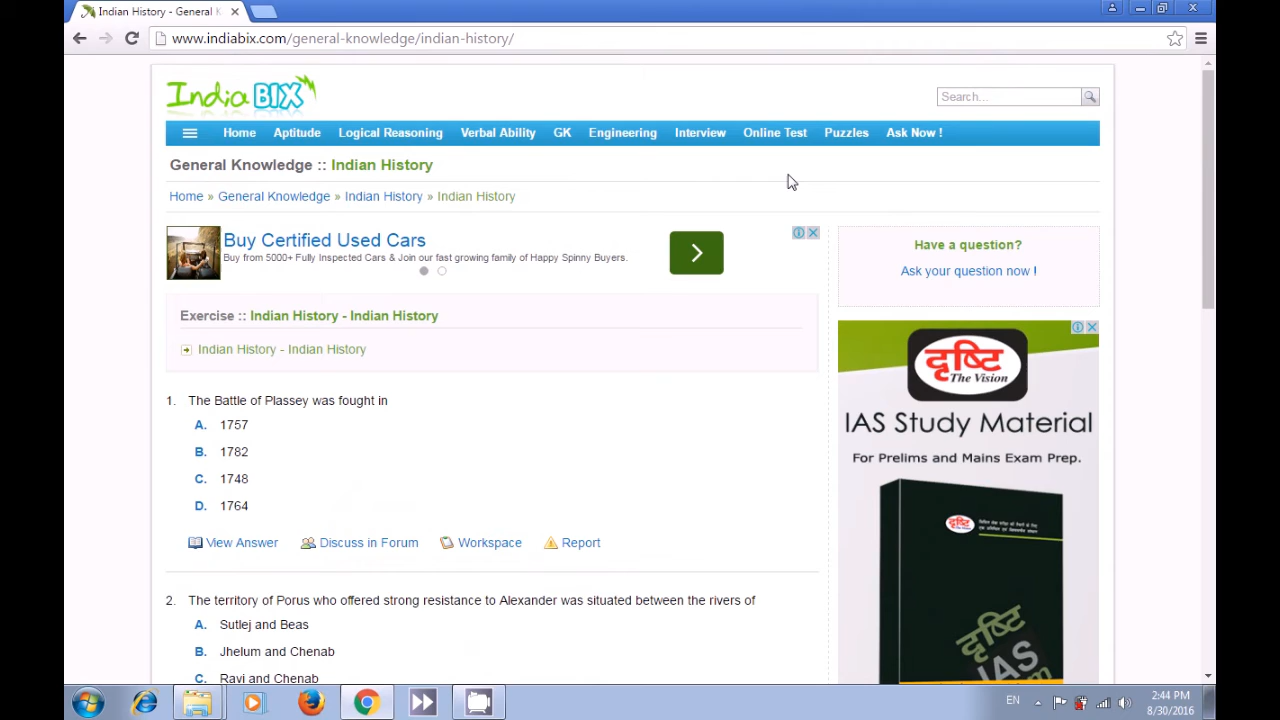 Indian History - General K
www.indiabix.com/general-knowledge/indian-history/
India BIX
Search...
Home Aptitude Logical Reasoning Verbal Ability GK Engineering Interview Online Test Puzzles Ask Now !
General Knowledge :: Indian History
Home » General Knowledge » Indian History » Indian History
Buy Certified Used Cars
Buy from 5000+ Fully Inspected Cars & Join our fast growing family of Happy Spinny Buyers.
Exercise :: Indian History - Indian History
Indian History - Indian History
1. The Battle of Plassey was fought in
A. 1757
B. 1782
C. 1748
D. 1764
View Answer Discuss in Forum Workspace Report
2. The territory of Porus who offered strong resistance to Alexander was situated between the rivers of
A. Sutlej and Beas
B. Jhelum and Chenab
C. Ravi and Chenab
Have a question?
Ask your question now !
दृष्टि
The Vision
IAS Study Material
For Prelims and Mains Exam Prep.
दृष्टि
दृष्टि
IAS
EN
2:44 PM
8/30/2016